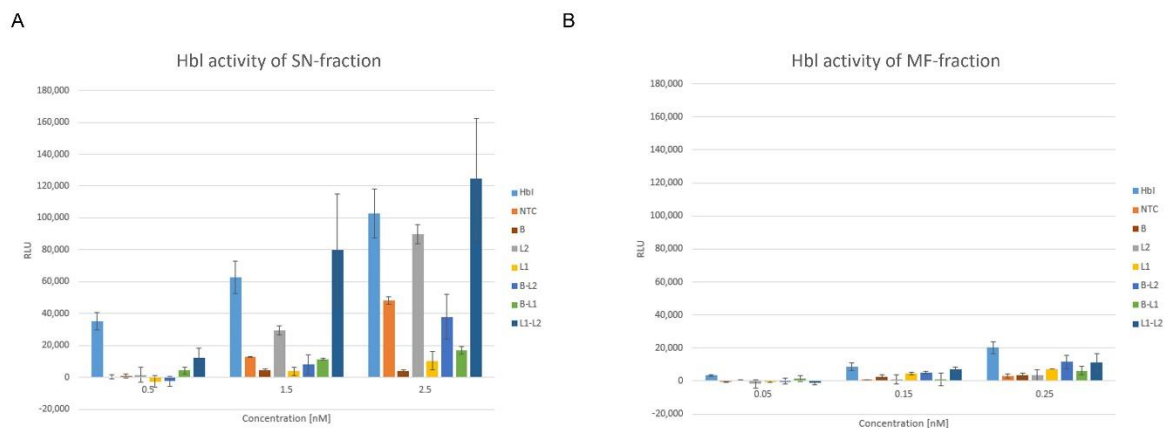 A
Hbl activity of SN-fraction
180,000
160,000
140,000
120,000
100,000
80,000
60,000
40,000
20,000
0
-20,000
RLU
0.5
1.5
2.5
Concentration [nM]
Hbl
NTC
B
L2
L1
B-L2
B-L1
L1-L2
B
Hbl activity of MF-fraction
180,000
160,000
140,000
120,000
100,000
80,000
60,000
40,000
20,000
0
-20,000
RLU
0.05
0.15
0.25
Concentration [nM]
Hbl
NTC
B
L2
L1
B-L2
B-L1
L1-L2